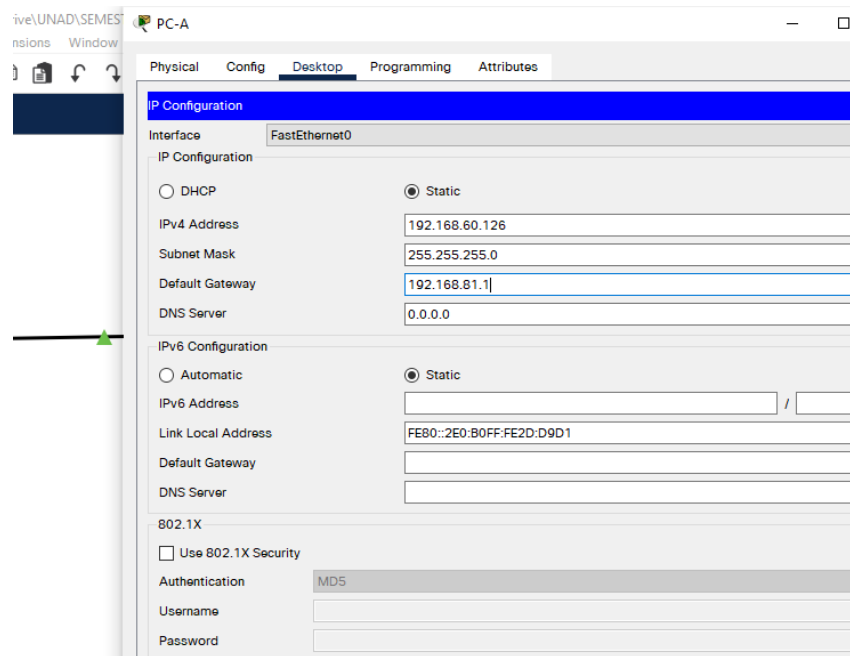 ive\UNAD\SEMES
PC-A
nsions Window
Physical Config Desktop Programming Attributes
IP Configuration
Interface FastEthernet0
IP Configuration
DHCP Static
IPv4 Address 192.168.60.126
Subnet Mask 255.255.255.0
Default Gateway 192.168.81.1
DNS Server 0.0.0.0
IPv6 Configuration
Automatic Static
IPv6 Address /
Link Local Address FE80::2E0:B0FF:FE2D:D9D1
Default Gateway
DNS Server
802.1X
Use 802.1X Security
Authentication MD5
Username
Password